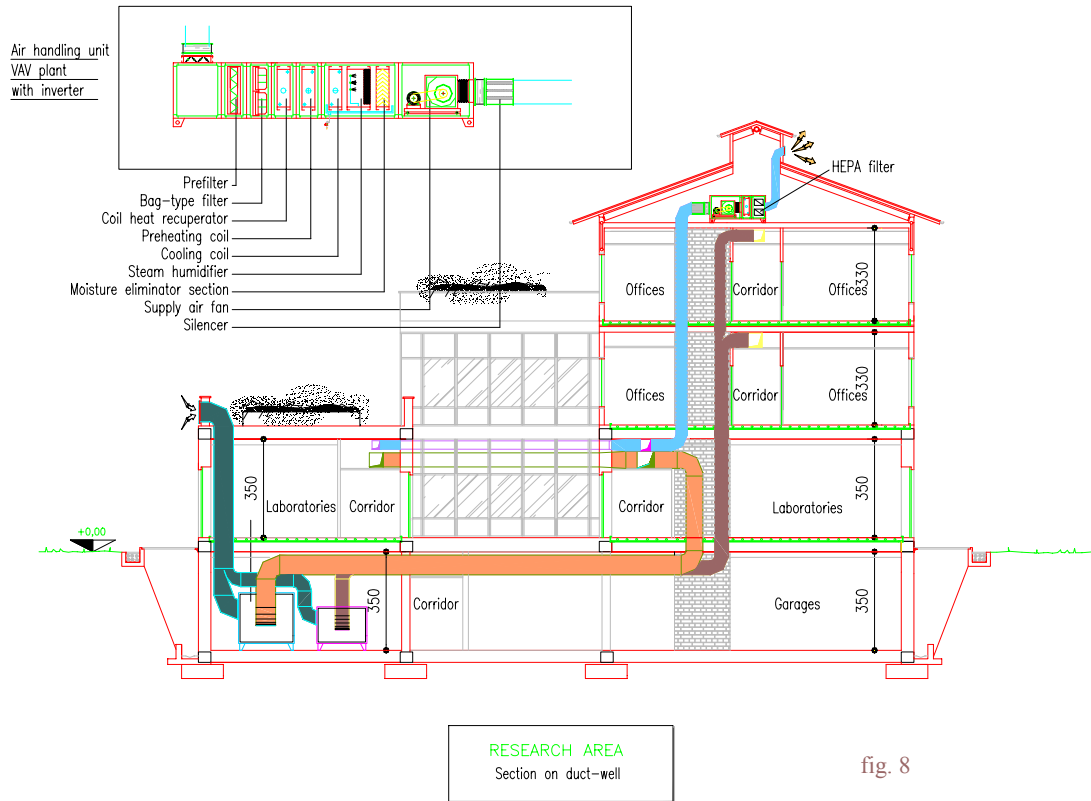 Air handling unit
VAV plant
with inverter
Prefilter
Bag-type filter
Coil heat recuperator
Preheating coil
Cooling coil
Steam humidifier
Moisture eliminator section
Supply air fan
Silencer
HEPA filter
Offices
Corridor
Offices
330
Offices
Corridor
Offices
330
350
Laboratories
Corridor
Corridor
Laboratories
350
+0,00
350
Corridor
Garages
350
RESEARCH AREA
Section on duct-well
fig. 8